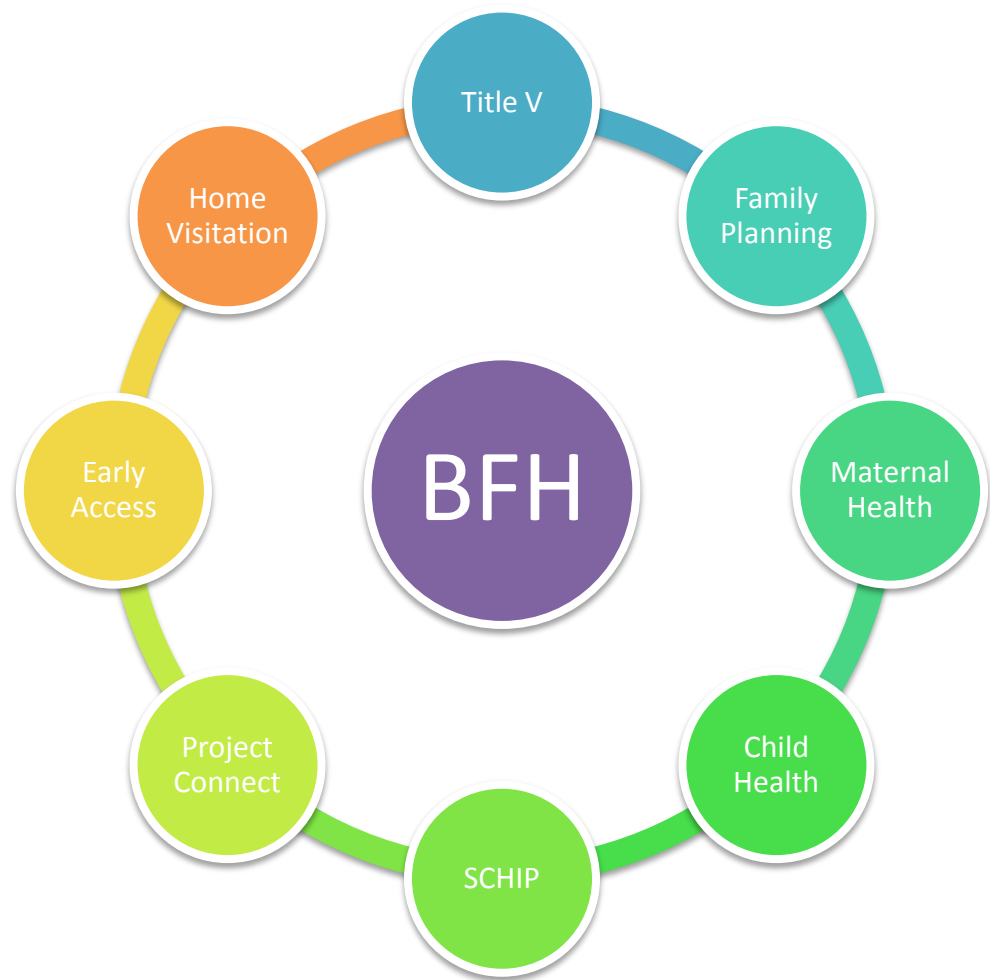 Title V
Family
Planning
Maternal
Health
Child
Health
SCHIP
Project
Connect
Early
Access
Home
Visitation
BFH